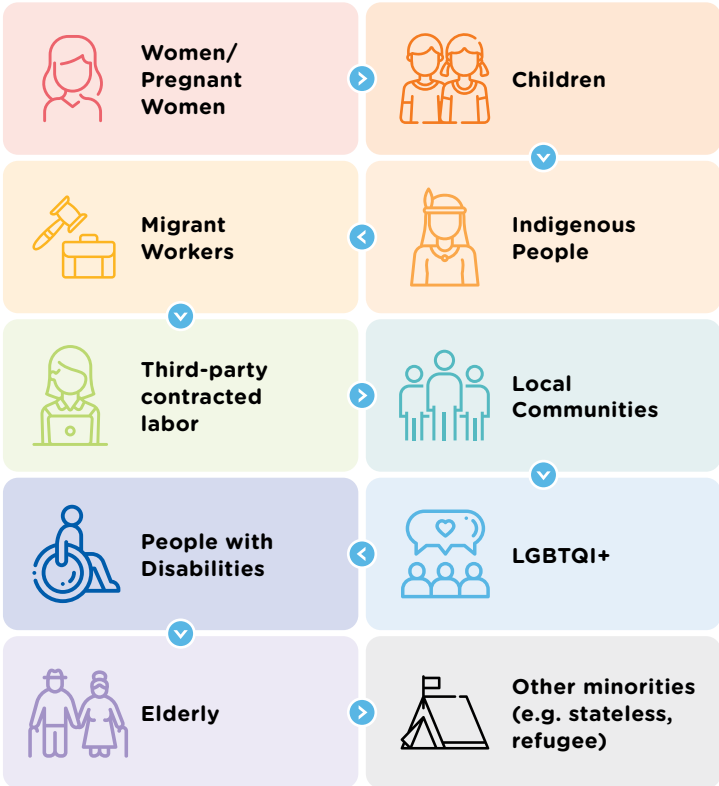 Women/
Pregnant
Women
Children
Indigenous
People
Migrant
Workers
Third-party
contracted
labor
Local
Communities
LGBTQI+
People with
Disabilities
Elderly
Other minorities
(e.g. stateless,
refugee)